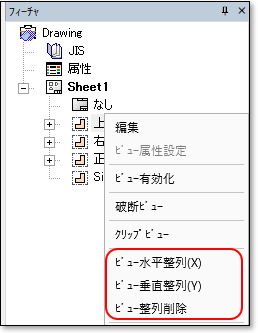 フィーチャ
Drawing
JIS
属性
Sheet1
なし
上
右
正
Si
編集
ﾋﾞｭｰ属性設定
ﾋﾞｭｰ有効化
破断ﾋﾞｭｰ
ｸﾘｯﾌﾟﾋﾞｭｰ
ﾋﾞｭｰ水平整列(X)
ﾋﾞｭｰ垂直整列(Y)
ﾋﾞｭｰ整列削除